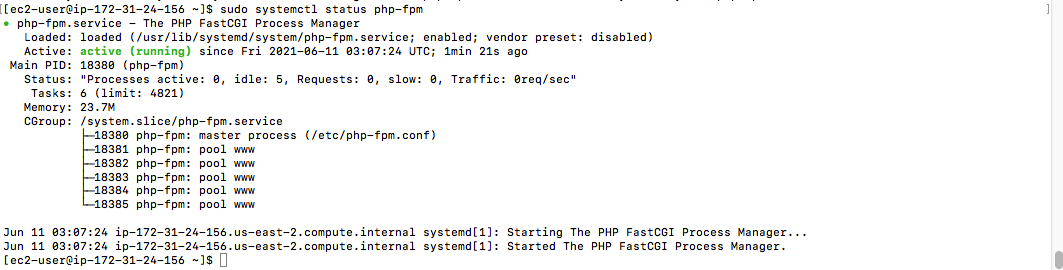 [[ec2-user@ip-172-31-24-156 ~]$ sudo systemctl status php-fpm ]
● php-fpm.service - The PHP FastCGI Process Manager
   Loaded: loaded (/usr/lib/systemd/system/php-fpm.service; enabled; vendor preset: disabled)
   Active: active (running) since Fri 2021-06-11 03:07:24 UTC; 1min 21s ago
 Main PID: 18380 (php-fpm)
   Status: "Processes active: 0, idle: 5, Requests: 0, slow: 0, Traffic: 0req/sec"
    Tasks: 6 (limit: 4821)
   Memory: 23.7M
   CGroup: /system.slice/php-fpm.service
           ├─18380 php-fpm: master process (/etc/php-fpm.conf)
           ├─18381 php-fpm: pool www
           ├─18382 php-fpm: pool www
           ├─18383 php-fpm: pool www
           ├─18384 php-fpm: pool www
           └─18385 php-fpm: pool www
Jun 11 03:07:24 ip-172-31-24-156.us-east-2.compute.internal systemd[1]: Starting The PHP FastCGI Process Manager...
Jun 11 03:07:24 ip-172-31-24-156.us-east-2.compute.internal systemd[1]: Started The PHP FastCGI Process Manager.
[ec2-user@ip-172-31-24-156 ~]$